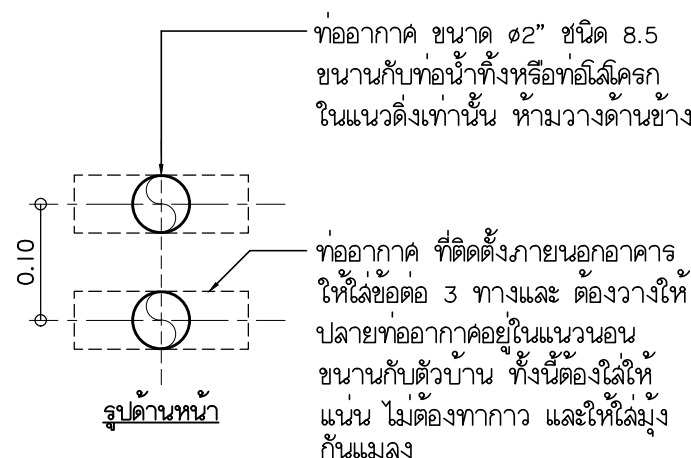 ท่ออากาศ ขนาด ø2” ชนิด 8.5
ขนานกับท่อน้ำทิ้งหรือท่อโสโครก
ในแนวดิ่งเท่านั้น ห้ามวางด้านข้าง
0.10
ท่ออากาศ ที่ติดตั้งภายนอกอาคาร
ให้ใส่ข้อต่อ 3 ทางและ ต้องวางให้
ปลายท่ออากาศอยู่ในแนวนอน
ขนานกับตัวบ้าน ทั้งนี้ต้องใส่ให้
แน่น ไม่ต้องทากาว และให้ใส่มุ้ง
กันแมลง
รูปด้านหน้า